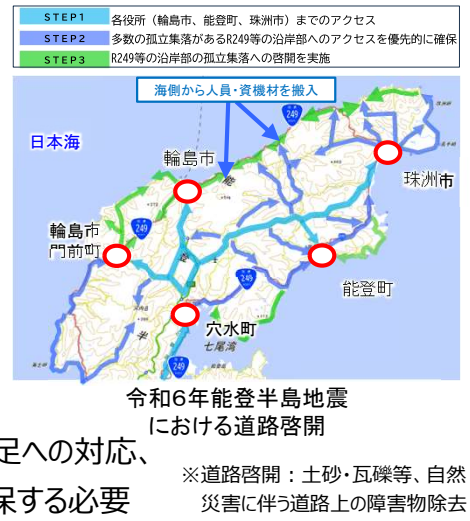 STEP1 各役所（輪島市、能登町、珠洲市）までのアクセス
STEP2 多数の孤立集落があるR249等の沿岸部へのアクセスを優先的に確保
STEP3 R249等の沿岸部の孤立集落への啓開を実施
海側から人員・資機材を搬入
249
日本海
輪島市
珠洲市
能
輪島市
門前町
249
249
能登町
半
穴水町
七尾湾
249
令和６年能登半島地震
における道路啓開
足への対応、
保する必要
※道路啓開：土砂・瓦礫等、自然
災害に伴う道路上の障害物除去